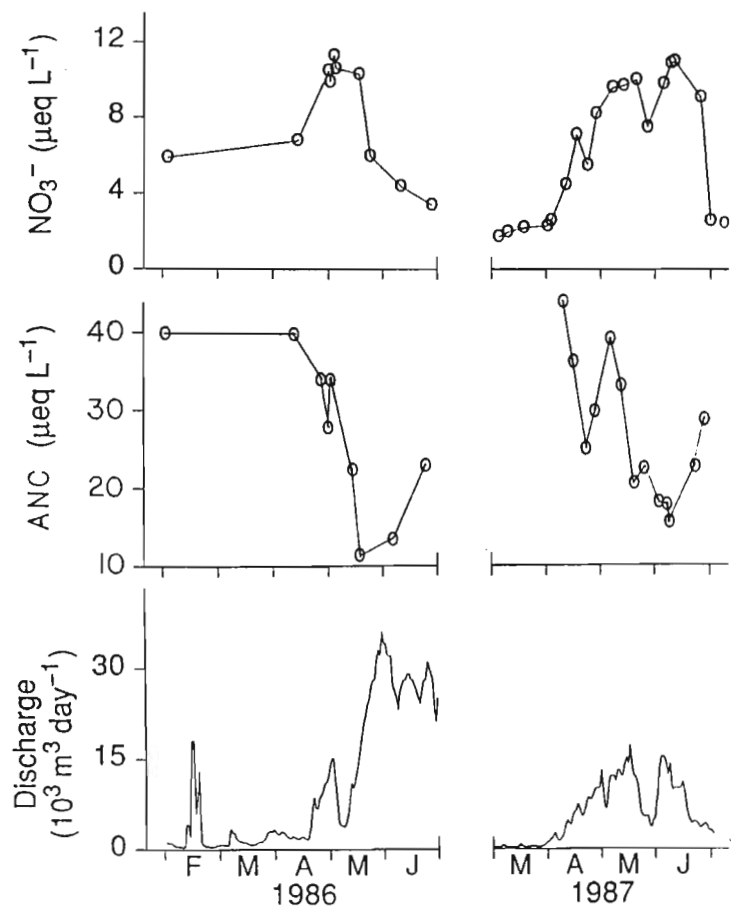 NO₃⁻ (μeq L⁻¹)
12
8
4
0
ANC (μeq L⁻¹)
40
30
20
10
Discharge
(10³ m³ day⁻¹)
30
15
0
F M A M J
1986
M A M J
1987